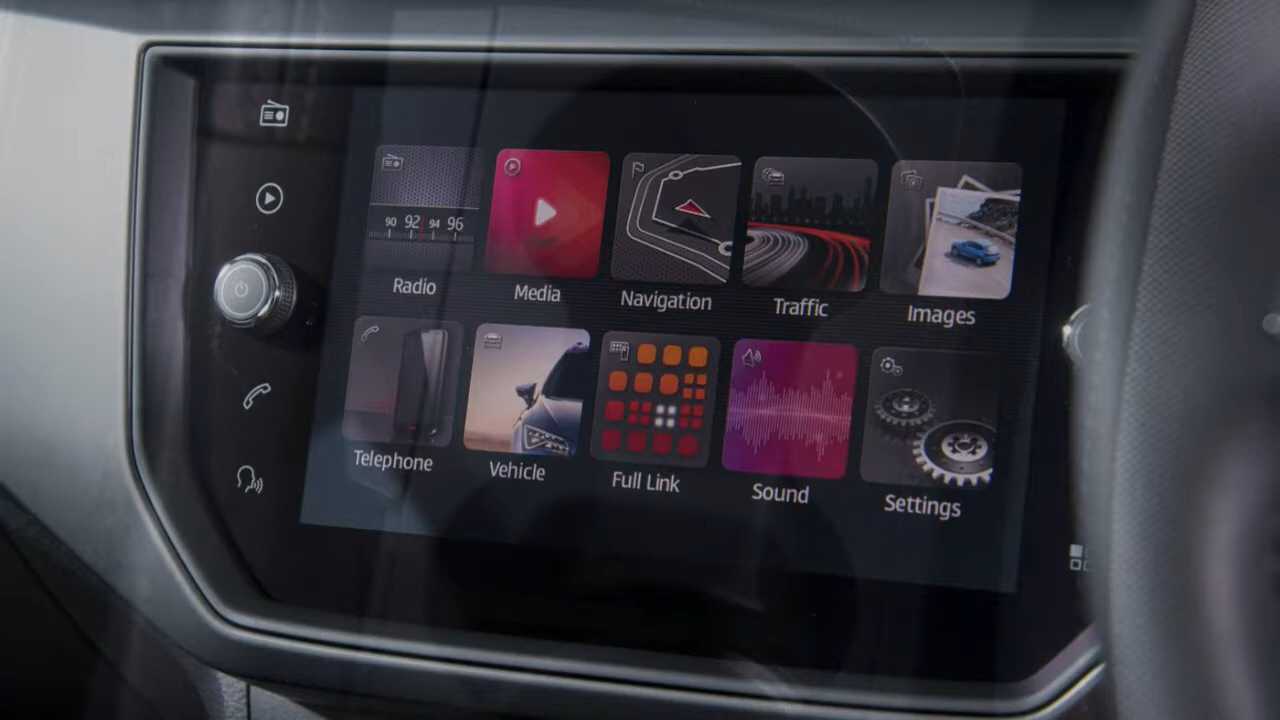 90 92 94 96
Radio
Media
Navigation
Traffic
Images
Telephone
Vehicle
Full Link
Sound
Settings